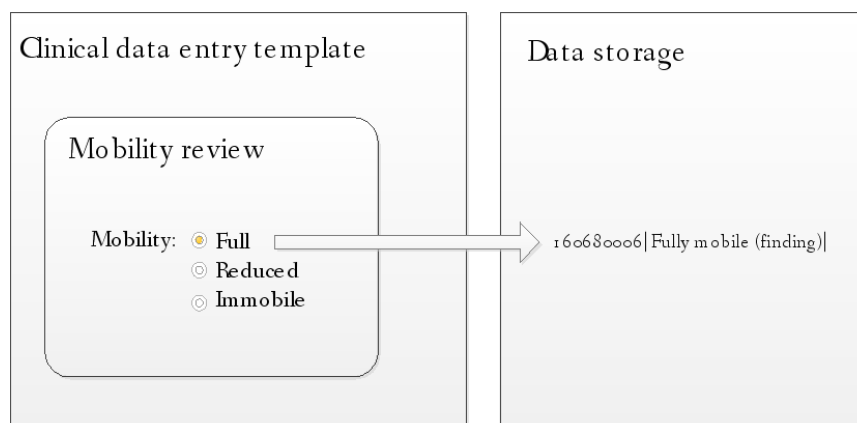 Clinical data entry template
Data storage
Mobility review
Mobility: Full
Reduced
Immobile
160680006| Fully mobile (finding)|